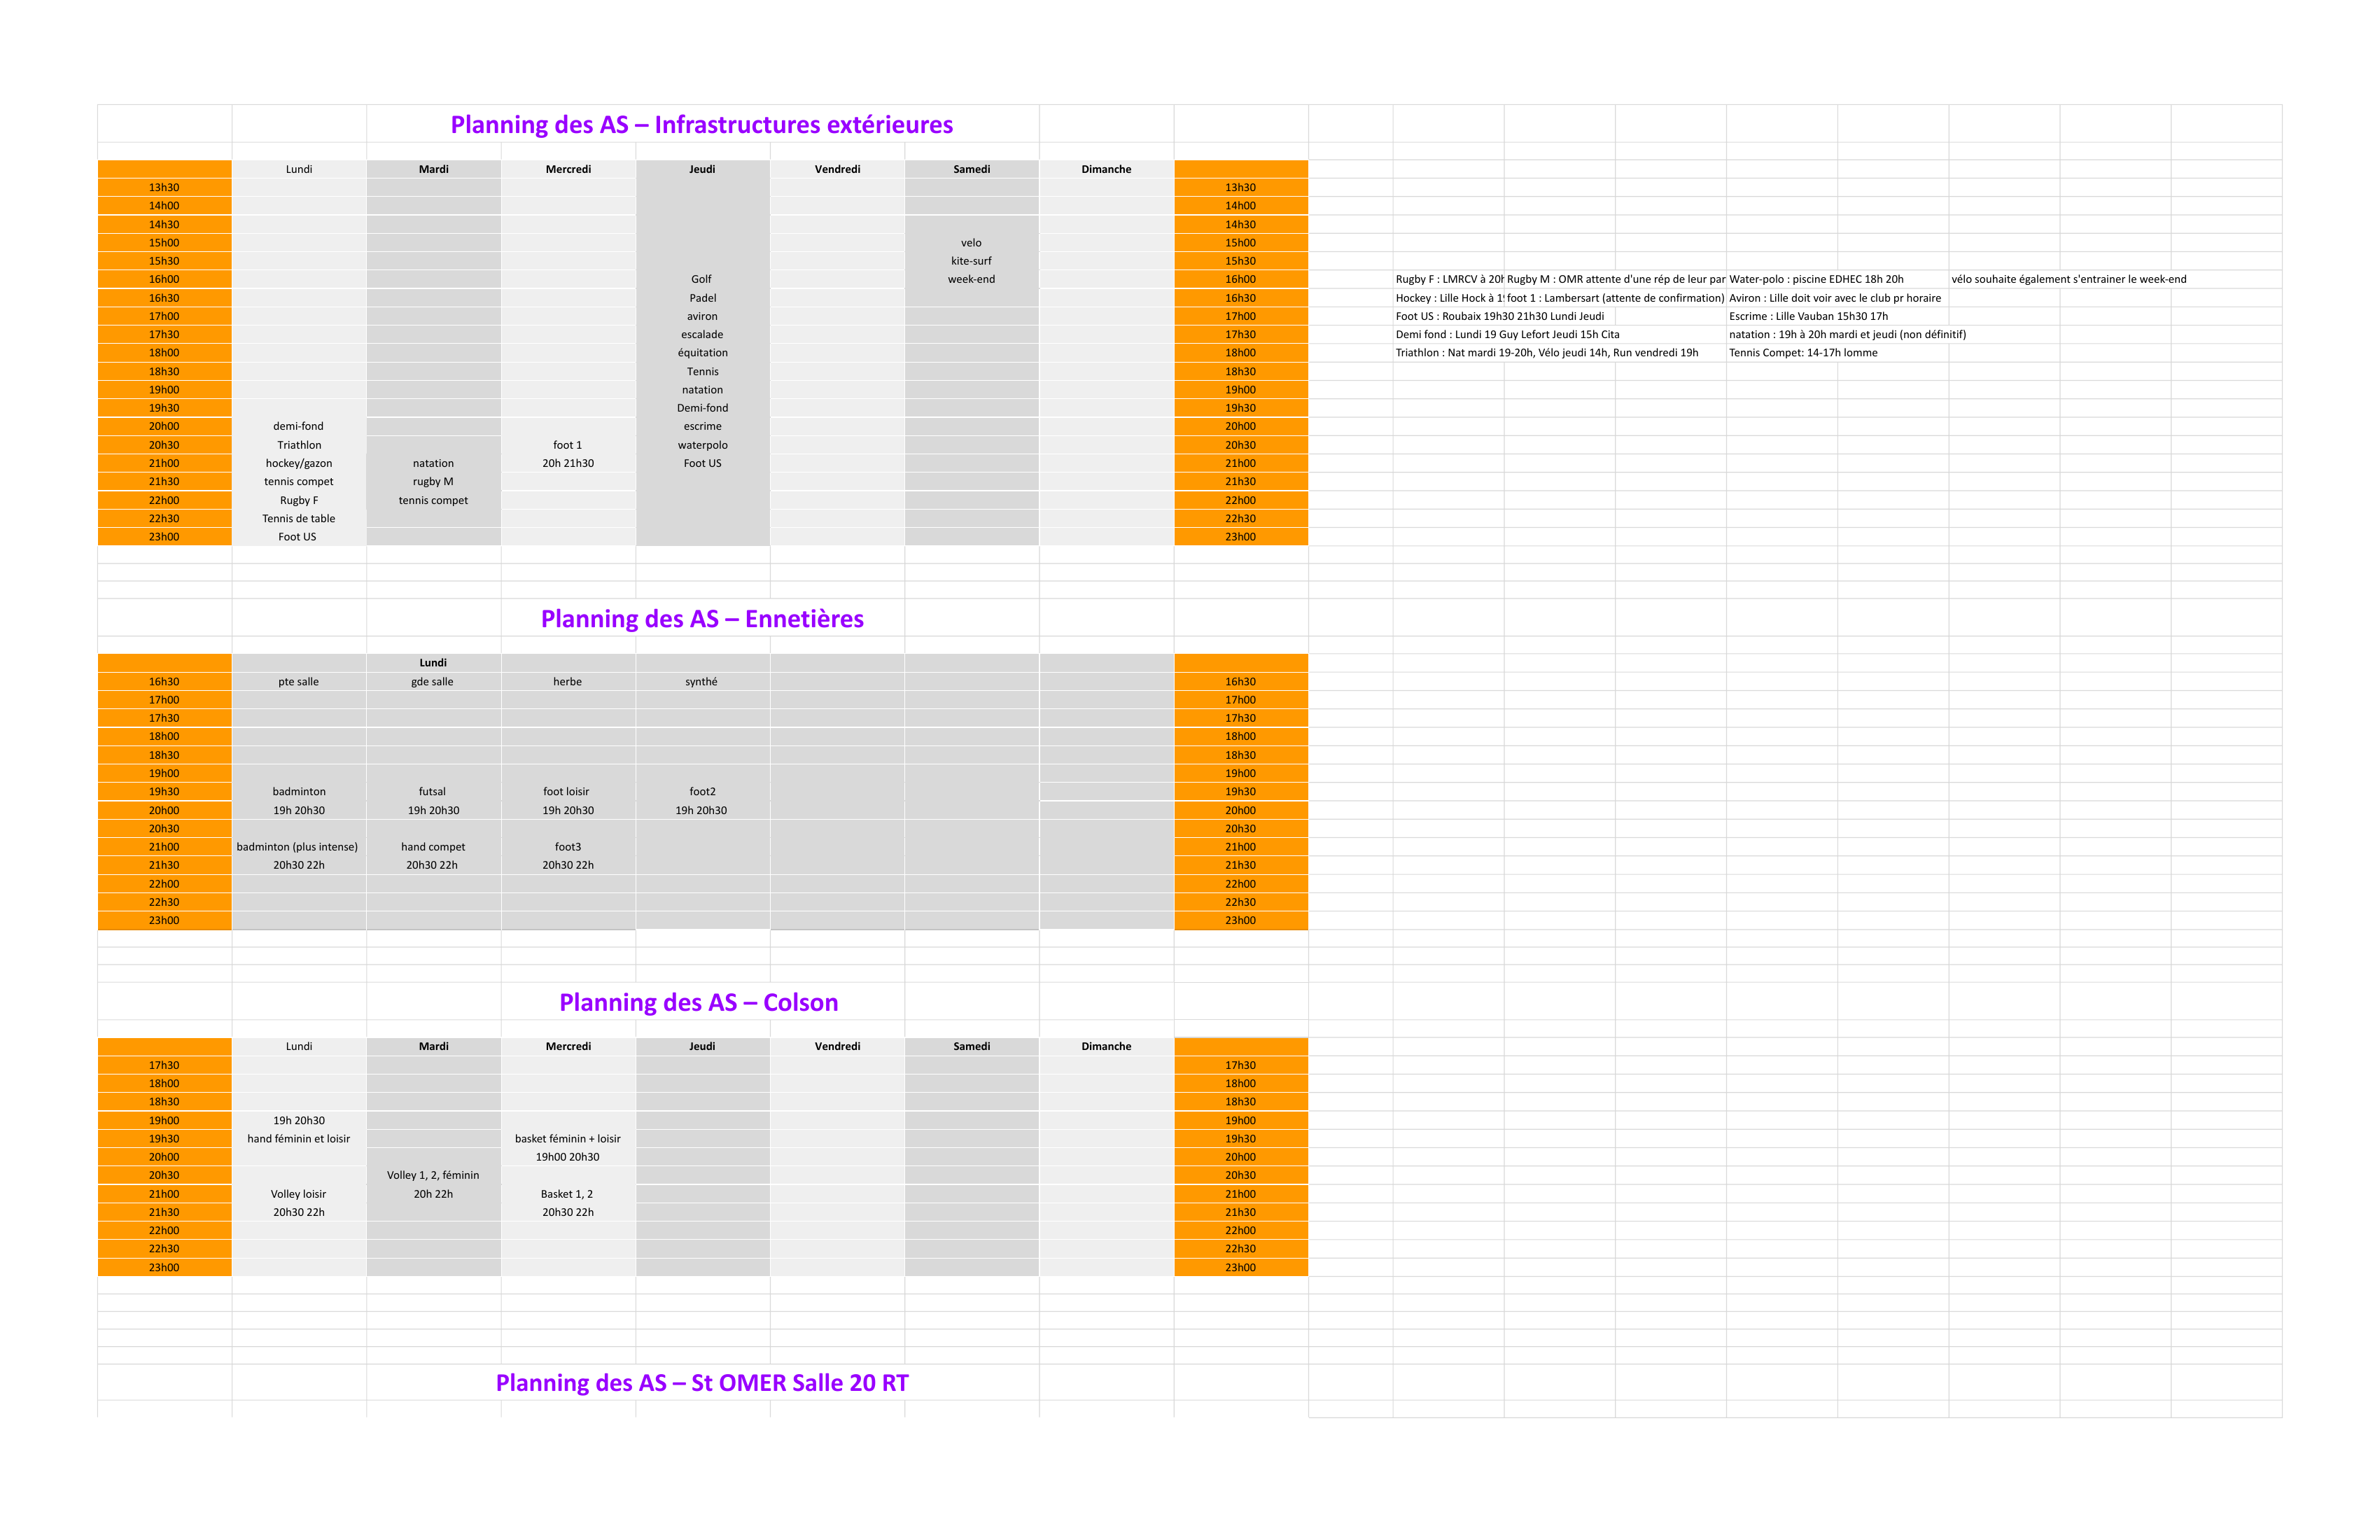 Planning des AS – Infrastructures extérieures
Lundi Mardi Mercredi Jeudi Vendredi Samedi Dimanche
13h30 13h30
14h00 14h00
14h30 14h30
15h00 velo 15h00
15h30 kite-surf 15h30
16h00 Golf week-end 16h00 Rugby F : LMRCV à 20h Rugby M : OMR attente d'une rép de leur par Water-polo : piscine EDHEC 18h 20h vélo souhaite également s'entrainer le week-end
16h30 Padel 16h30 Hockey : Lille Hock à foot 1 : Lambersart (attente de confirmation) Aviron : Lille doit voir avec le club pr horaire
17h00 aviron 17h00 Foot US : Roubaix 19h30 21h30 Lundi Jeudi Escrime : Lille Vauban 15h30 17h
17h30 escalade 17h30 Demi fond : Lundi 19 Guy Lefort Jeudi 15h Cita natation : 19h à 20h mardi et jeudi (non définitif)
18h00 équitation 18h00 Triathlon : Nat mardi 19-20h, Vélo jeudi 14h, Run vendredi 19h Tennis Compet: 14-17h lomme
18h30 Tennis 18h30
19h00 natation 19h00
19h30 Demi-fond 19h30
20h00 demi-fond escrime 20h00
20h30 Triathlon foot 1 waterpolo 20h30
21h00 hockey/gazon natation 20h 21h30 Foot US 21h00
21h30 tennis compet rugby M 21h30
22h00 Rugby F tennis compet 22h00
22h30 Tennis de table 22h30
23h00 Foot US 23h00
Planning des AS – Ennetières
Lundi
16h30 pte salle gde salle herbe synthé 16h30
17h00 17h00
17h30 17h30
18h00 18h00
18h30 18h30
19h00 19h00
19h30 badminton futsal foot loisir foot2 19h30
20h00 19h 20h30 19h 20h30 19h 20h30 19h 20h30 20h00
20h30 20h30
21h00 badminton (plus intense) hand compet foot3 21h00
21h30 20h30 22h 20h30 22h 20h30 22h 21h30
22h00 22h00
22h30 22h30
23h00 23h00
Planning des AS – Colson
Lundi Mardi Mercredi Jeudi Vendredi Samedi Dimanche
17h30 17h30
18h00 18h00
18h30 18h30
19h00 19h 20h30 19h00
19h30 hand féminin et loisir basket féminin + loisir 19h30
20h00 19h00 20h30 20h00
20h30 Volley 1, 2, féminin 20h30
21h00 Volley loisir 20h 22h Basket 1, 2 21h00
21h30 20h30 22h 20h30 22h 21h30
22h00 22h00
22h30 22h30
23h00 23h00
Planning des AS – St OMER Salle 20 RT